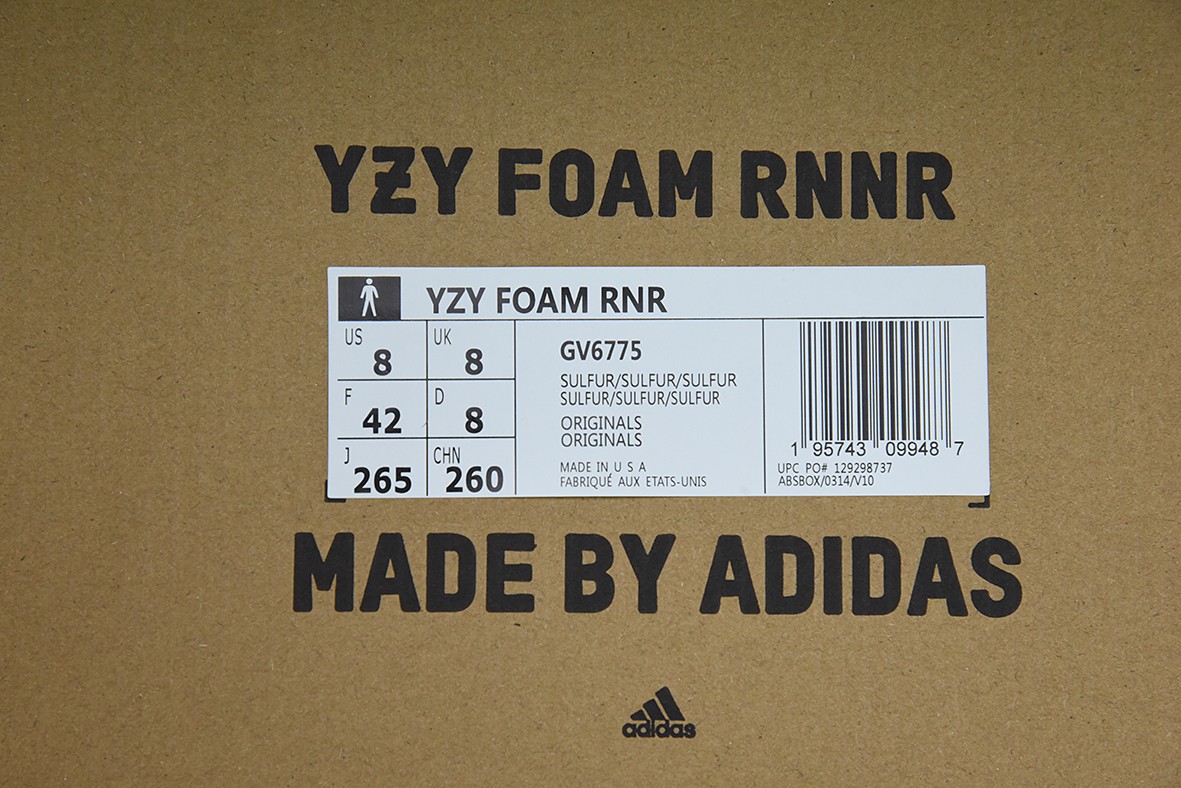 YZY FOAM RNNR
YZY FOAM RNR
US 8
UK 8
F 42
D 8
J 265
CHN 260
GV6775
SULFUR/SULFUR/SULFUR
SULFUR/SULFUR/SULFUR
ORIGINALS
ORIGINALS
MADE IN U S A
FABRIQUÉ AUX ETATS-UNIS
1 95743 09948 7
UPC PO# 129298737
ABSBOX/0314/V10
MADE BY ADIDAS
adidas